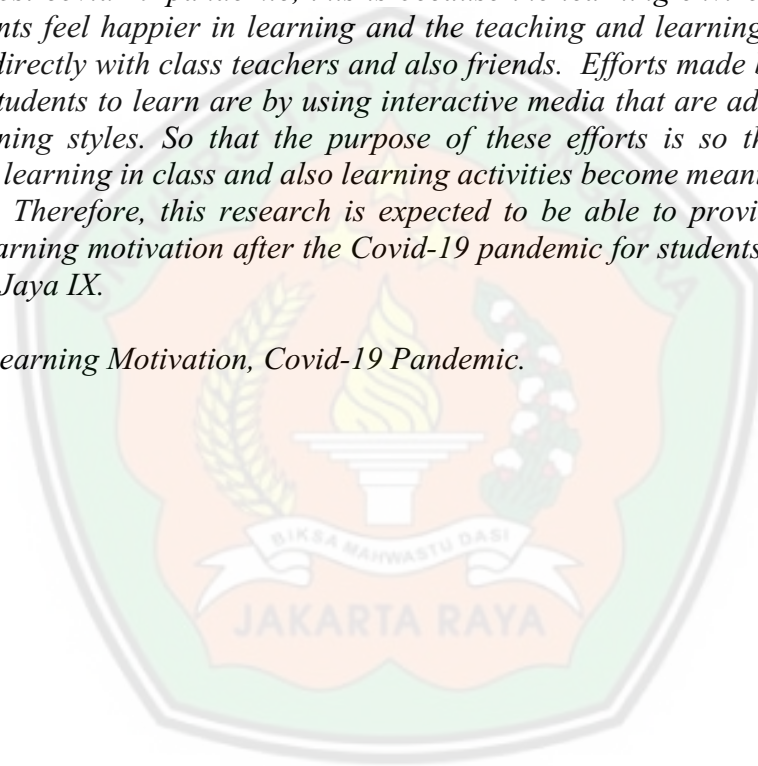 nts feel happier in learning and the teaching and learning
directly with class teachers and also friends. Efforts made
tudents to learn are by using interactive media that are ad
ning styles. So that the purpose of these efforts is so th
learning in class and also learning activities become meani
Therefore, this research is expected to be able to provi
arning motivation after the Covid-19 pandemic for students
Jaya IX.
earning Motivation, Covid-19 Pandemic.
BIKSA MAHWASTU DASI
JAKARTA RAYA